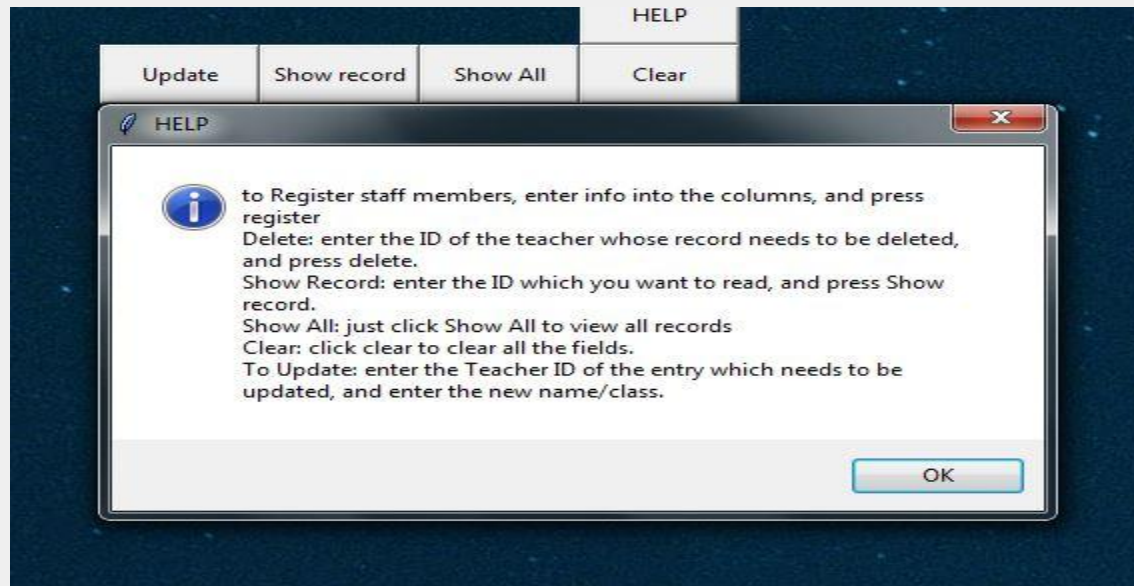 HELP
Update Show record Show All Clear
HELP
to Register staff members, enter info into the columns, and press
register
Delete: enter the ID of the teacher whose record needs to be deleted,
and press delete.
Show Record: enter the ID which you want to read, and press Show
record.
Show All: just click Show All to view all records
Clear: click clear to clear all the fields.
To Update: enter the Teacher ID of the entry which needs to be
updated, and enter the new name/class.
OK